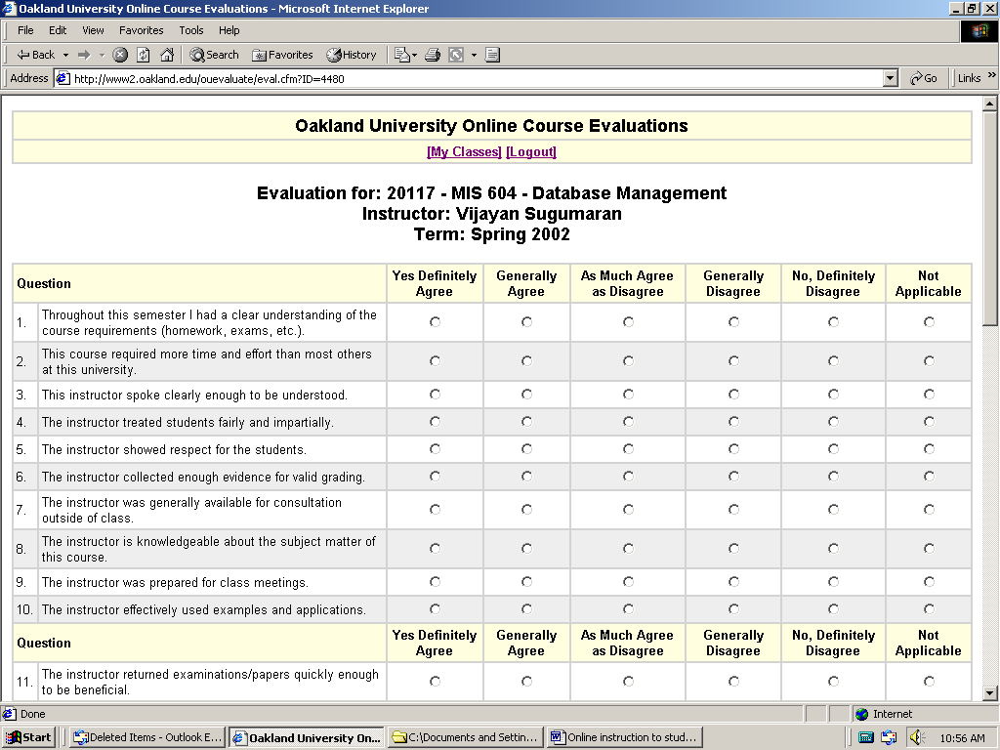 Oakland University Online Course Evaluations - Microsoft Internet Explorer
File Edit View Favorites Tools Help
Back Search Favorites History
Address http://www2.oakland.edu/ouevaluate/eval.cfm?ID=4480 Go Links »
Oakland University Online Course Evaluations
[My Classes] [Logout]
Evaluation for: 20117 - MIS 604 - Database Management
Instructor: Vijayan Sugumaran
Term: Spring 2002
Question
Yes Definitely
Agree
Generally
Agree
As Much Agree
as Disagree
Generally
Disagree
No, Definitely
Disagree
Not
Applicable
1. Throughout this semester I had a clear understanding of the
course requirements (homework, exams, etc.).
2. This course required more time and effort than most others
at this university.
3. This instructor spoke clearly enough to be understood.
4. The instructor treated students fairly and impartially.
5. The instructor showed respect for the students.
6. The instructor collected enough evidence for valid grading.
7. The instructor was generally available for consultation
outside of class.
8. The instructor is knowledgeable about the subject matter of
this course.
9. The instructor was prepared for class meetings.
10. The instructor effectively used examples and applications.
Question
Yes Definitely
Agree
Generally
Agree
As Much Agree
as Disagree
Generally
Disagree
No, Definitely
Disagree
Not
Applicable
11. The instructor returned examinations/papers quickly enough
to be beneficial.
Done Internet
Start Deleted Items - Outlook E... Oakland University On... C:\Documents and Settin... Online instruction to stud... 10:56 AM